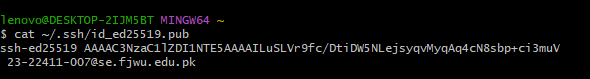 lenovo@DESKTOP-2IJM5BT MINGW64 ~
$ cat ~/.ssh/id_ed25519.pub
ssh-ed25519 AAAAC3NzaC1lZDI1NTE5AAAAILuSLVr9fc/DtiDW5NLejsyqvMyqAq4cN8sbp+ci3muV
23-22411-007@se.fjwu.edu.pk